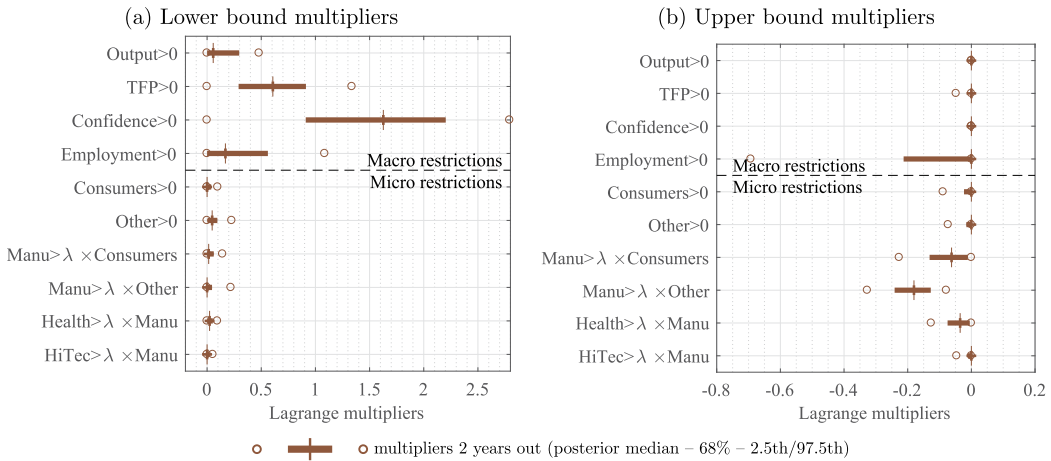 (a) Lower bound multipliers
Output>0
TFP>0
Confidence>0
Employment>0
Consumers>0
Other>0
Manu>λ ×Consumers
Manu>λ ×Other
Health>λ ×Manu
HiTec>λ ×Manu
Macro restrictions
Micro restrictions
0 0.5 1 1.5 2 2.5
Lagrange multipliers
(b) Upper bound multipliers
Output>0
TFP>0
Confidence>0
Employment>0
Consumers>0
Other>0
Manu>λ ×Consumers
Manu>λ ×Other
Health>λ ×Manu
HiTec>λ ×Manu
Macro restrictions
Micro restrictions
-0.8 -0.6 -0.4 -0.2 0 0.2
Lagrange multipliers
multipliers 2 years out (posterior median – 68% – 2.5th/97.5th)